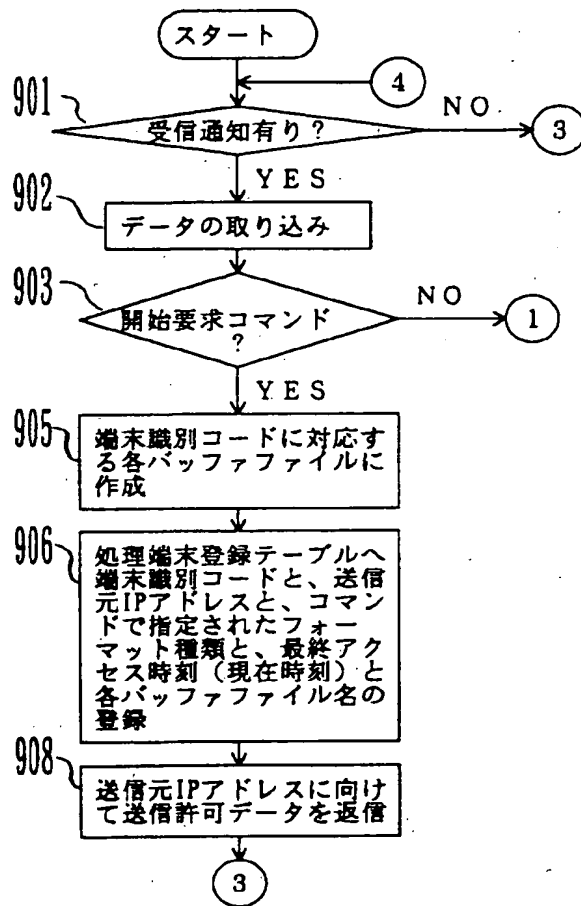 スタート
4
901
受信通知有り?
NO
3
YES
902
データの取り込み
903
開始要求コマンド
?
NO
1
YES
905
端末識別コードに対応す
る各バッファファイルに
作成
906
処理端末登録テーブルへ
端末識別コードと、送信
元IPアドレスと、コマン
ドで指定されたフォー
マット種類と、最終アク
セス時刻(現在時刻)と
各バッファファイル名の
登録
908
送信元IPアドレスに向け
て送信許可データを返信
3